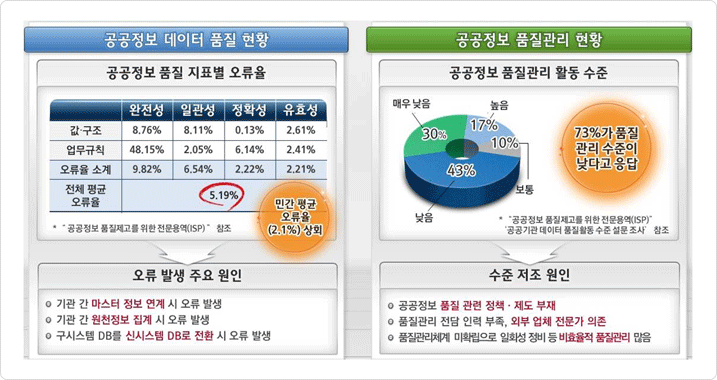 공공정보 데이터 품질 현황
공공정보 품질 지표별 오류율
완전성 일관성 정확성 유효성
값·구조 8.76% 8.11% 0.13% 2.61%
업무규칙 48.15% 2.05% 6.14% 2.41%
오류율 소계 9.82% 6.54% 2.22% 2.21%
전체 평균
오류율
5.19%
민간 평균
오류율
(2.1%) 상회
* “공공정보 품질제고를 위한 전문용역(ISP)” 참조
오류 발생 주요 원인
기관 간 마스터 정보 연계 시 오류 발생
기관 간 원천정보 집계 시 오류 발생
구시스템 DB를 신시스템 DB로 전환 시 오류 발생
공공정보 품질관리 현황
공공정보 품질관리 활동 수준
매우 낮음
30%
높음
17%
10%
보통
43%
낮음
73%가 품질
관리 수준이
낮다고 응답
* “공공정보 품질제고를 위한 전문용역(ISP)”
'공공기관 데이터 품질활동 수준 설문 조사' 참조
수준 저조 원인
공공정보 품질 관련 정책·제도 부재
품질관리 전담 인력 부족, 외부 업체 전문가 의존
품질관리체계 미확립으로 일회성 정비 등 비효율적 품질관리 많음